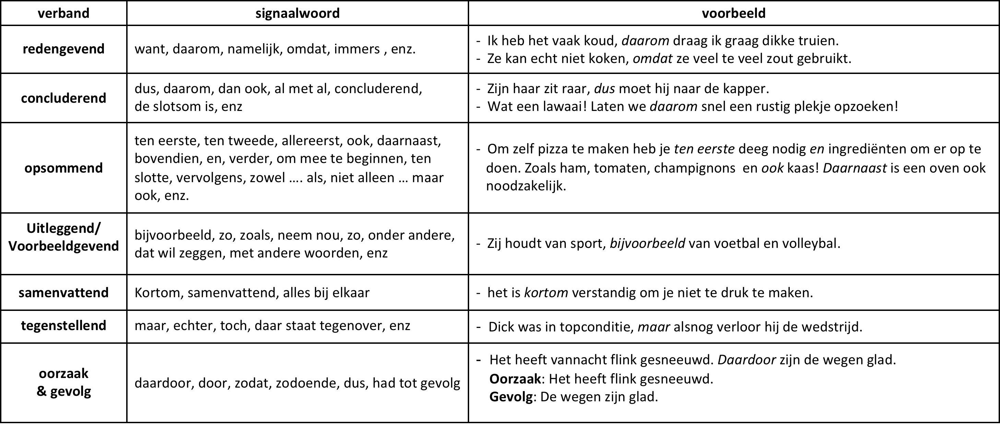 verband signaalwoord voorbeeld
redengevend
want, daarom, namelijk, omdat, immers , enz.
- Ik heb het vaak koud, daarom draag ik graag dikke truien.
- Ze kan echt niet koken, omdat ze veel te veel zout gebruikt.
concluderend
dus, daarom, dan ook, al met al, concluderend,
de slotsom is, enz
- Zijn haar zit raar, dus moet hij naar de kapper.
- Wat een lawaai! Laten we daarom snel een rustig plekje opzoeken!
opsommend
ten eerste, ten tweede, allereerst, ook, daarnaast,
bovendien, en, verder, om mee te beginnen, ten
slotte, vervolgens, zowel .... als, niet alleen ... maar
ook, enz.
- Om zelf pizza te maken heb je ten eerste deeg nodig en ingrediënten om er op te
doen. Zoals ham, tomaten, champignons  en ook kaas! Daarnaast is een oven ook
noodzakelijk.
Uitleggend/
Voorbeeldgevend
bijvoorbeeld, zo, zoals, neem nou, zo, onder andere,
dat wil zeggen, met andere woorden, enz
- Zij houdt van sport, bijvoorbeeld van voetbal en volleybal.
samenvattend
Kortom, samenvattend, alles bij elkaar
- het is kortom verstandig om je niet te druk te maken.
tegenstellend
maar, echter, toch, daar staat tegenover, enz
- Dick was in topconditie, maar alsnog verloor hij de wedstrijd.
oorzaak
& gevolg
daardoor, door, zodat, zodoende, dus, had tot gevolg
- Het heeft vannacht flink gesneeuwd. Daardoor zijn de wegen glad.
Oorzaak: Het heeft flink gesneeuwd.
Gevolg: De wegen zijn glad.